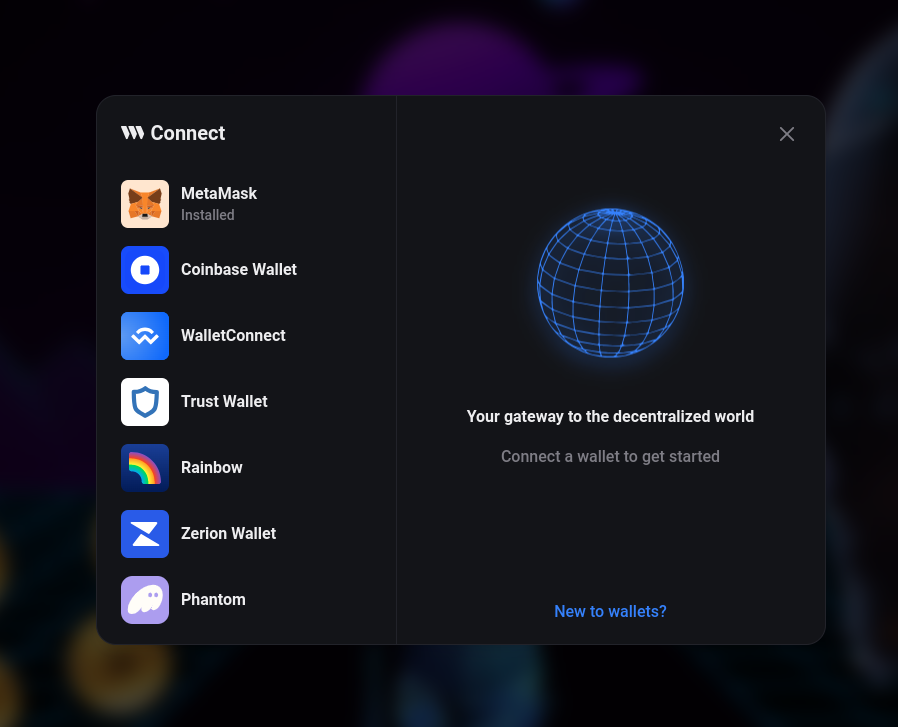 Connect
MetaMask
Installed
Coinbase Wallet
WalletConnect
Trust Wallet
Rainbow
Zerion Wallet
Phantom
Your gateway to the decentralized world
Connect a wallet to get started
New to wallets?